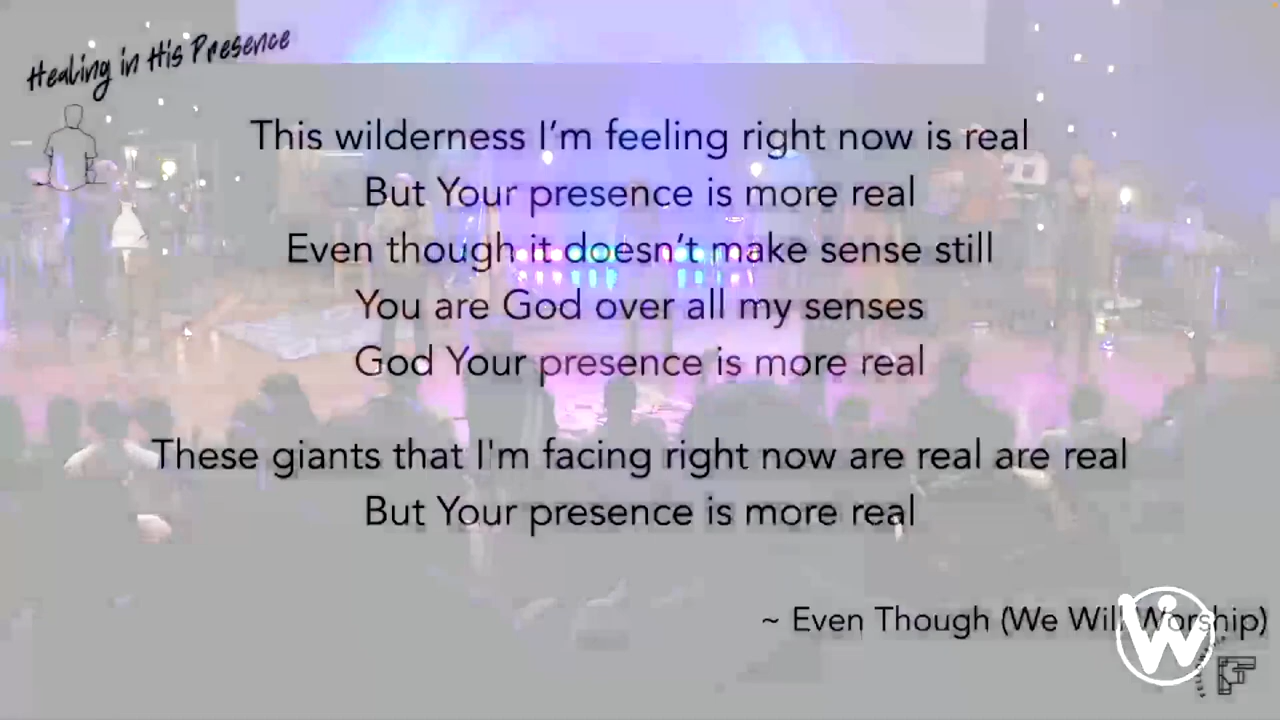 Healing in His Presence
This wilderness I’m feeling right now is real
But Your presence is more real
Even though it doesn’t make sense still
You are God over all my senses
God Your presence is more real
These giants that I'm facing right now are real are real
But Your presence is more real
~ Even Though (We Will Worship)
W